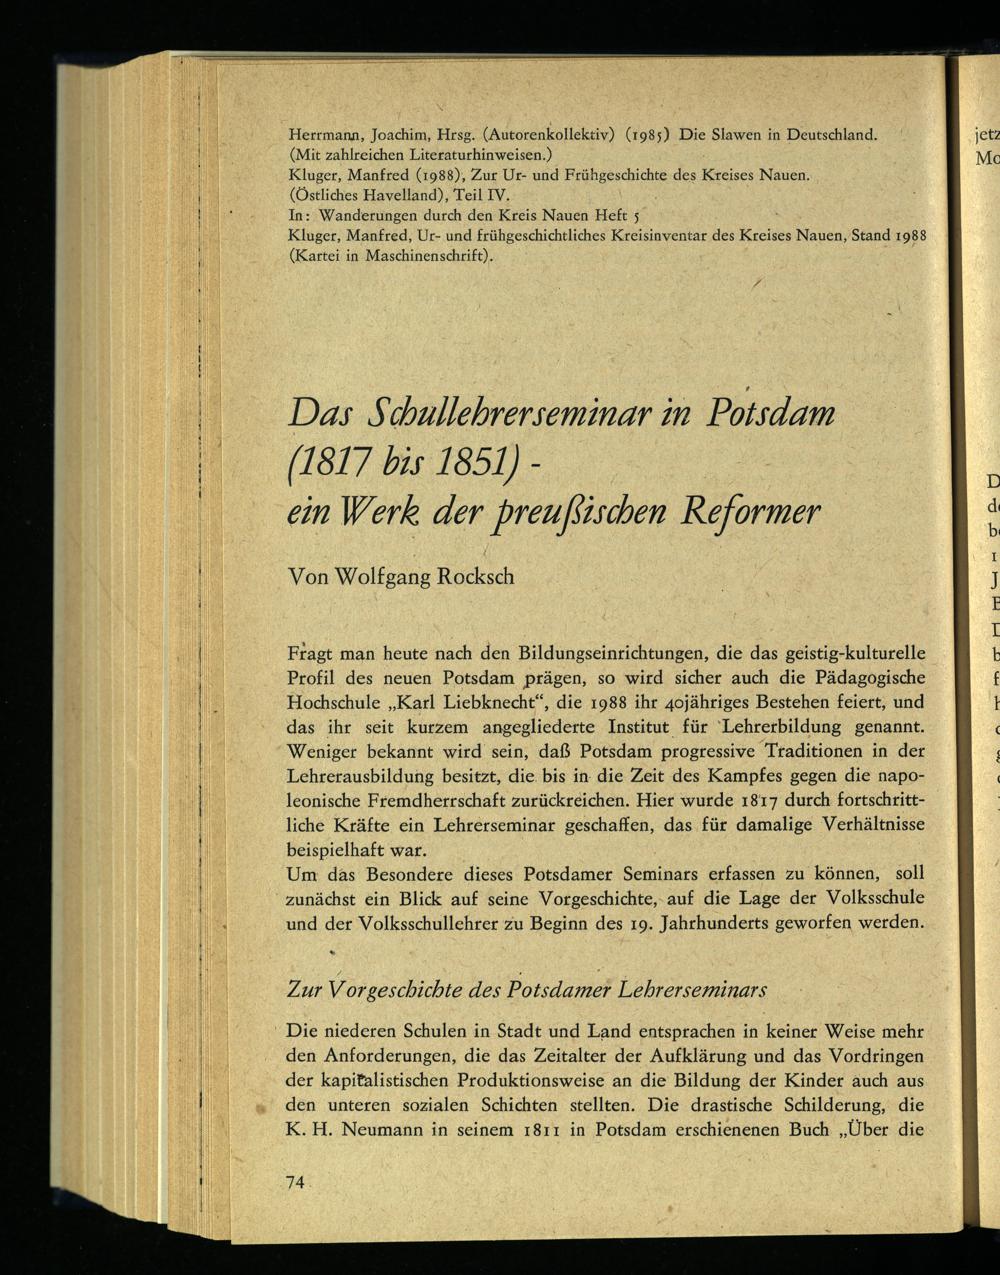 Herrmann, Joachim, Hrsg. (Autorenkollektiv) (1985) Die Slawen in Deutschland.
(Mit zahlreichen Literaturhinweisen.)
Kluger, Manfred (1988), Zur Ur- und Frühgeschichte des Kreises Nauen.
(Östliches Havelland), Teil IV.
In: Wanderungen durch den Kreis Nauen Heft 5
Kluger, Manfred, Ur- und frühgeschichtliches Kreisinventar des Kreises Nauen, Stand 1988
(Kartei in Maschinenschrift).
Das Schullehrerseminar in Potsdam
(1817 bis 1851) -
ein Werk der preußischen Reformer
Von Wolfgang Rocksch
Fragt man heute nach den Bildungseinrichtungen, die das geistig-kulturelle
Profil des neuen Potsdam prägen, so wird sicher auch die Pädagogische
Hochschule „Karl Liebknecht“, die 1988 ihr 40jähriges Bestehen feiert, und
das ihr seit kurzem angegliederte Institut für Lehrerbildung genannt.
Weniger bekannt wird sein, daß Potsdam progressive Traditionen in der
Lehrerausbildung besitzt, die bis in die Zeit des Kampfes gegen die napo-
leonische Fremdherrschaft zurückreichen. Hier wurde 1817 durch fortschritt-
liche Kräfte ein Lehrerseminar geschaffen, das für damalige Verhältnisse
beispielhaft war.
Um das Besondere dieses Potsdamer Seminars erfassen zu können, soll
zunächst ein Blick auf seine Vorgeschichte, auf die Lage der Volksschule
und der Volksschullehrer zu Beginn des 19. Jahrhunderts geworfen werden.
Zur Vorgeschichte des Potsdamer Lehrerseminars
Die niederen Schulen in Stadt und Land entsprachen in keiner Weise mehr
den Anforderungen, die das Zeitalter der Aufklärung und das Vordringen
der kapitalistischen Produktionsweise an die Bildung der Kinder auch aus
den unteren sozialen Schichten stellten. Die drastische Schilderung, die
K. H. Neumann in seinem 1811 in Potsdam erschienenen Buch „Über die
74